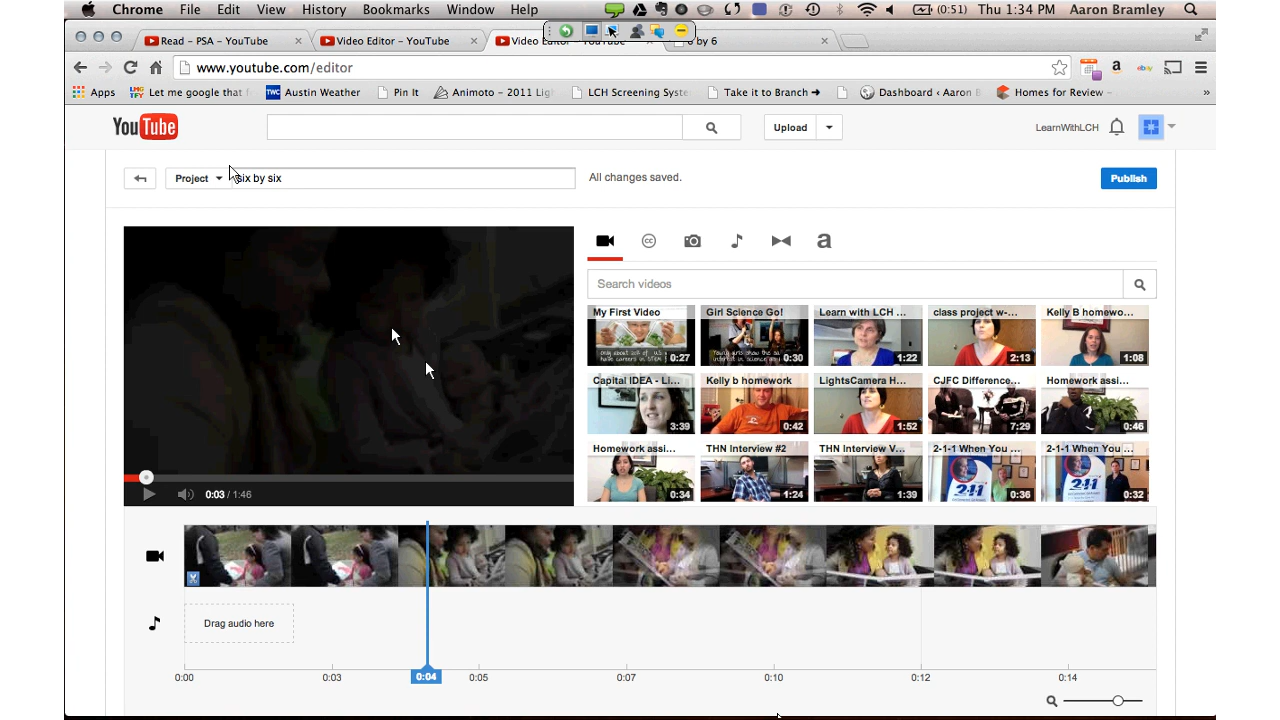 Chrome File Edit View History Bookmarks Window Help (0:51) Thu 1:34 PM Aaron Bramley
Read – PSA – YouTube Video Editor – YouTube by 6
www.youtube.com/editor
Apps Let me google that TWC Austin Weather Pin It Animoto – 2011 LCH Screening Take it to Branch → Dashboard ‹ Aaron Homes for Review –
YouTube Upload LearnWithLCH
Project six by six All changes saved. Publish
cc a
Search videos
My First Video Girl Science Go! Learn with LCH ... class project w-... Kelly B homewo...
0:27 0:30 1:22 2:13 1:08
Capital IDEA - Li... Kelly b homework LightsCamera H... CJFC Difference... Homework assi...
3:39 0:42 1:52 7:29 0:46
Homework assi... THN Interview #2 THN Interview V... 2-1-1 When You ... 2-1-1 When You ...
0:34 1:24 1:39 0:36 0:32
0:03 / 1:46
Drag audio here
0:00 0:03 0:04 0:05 0:07 0:10 0:12 0:14